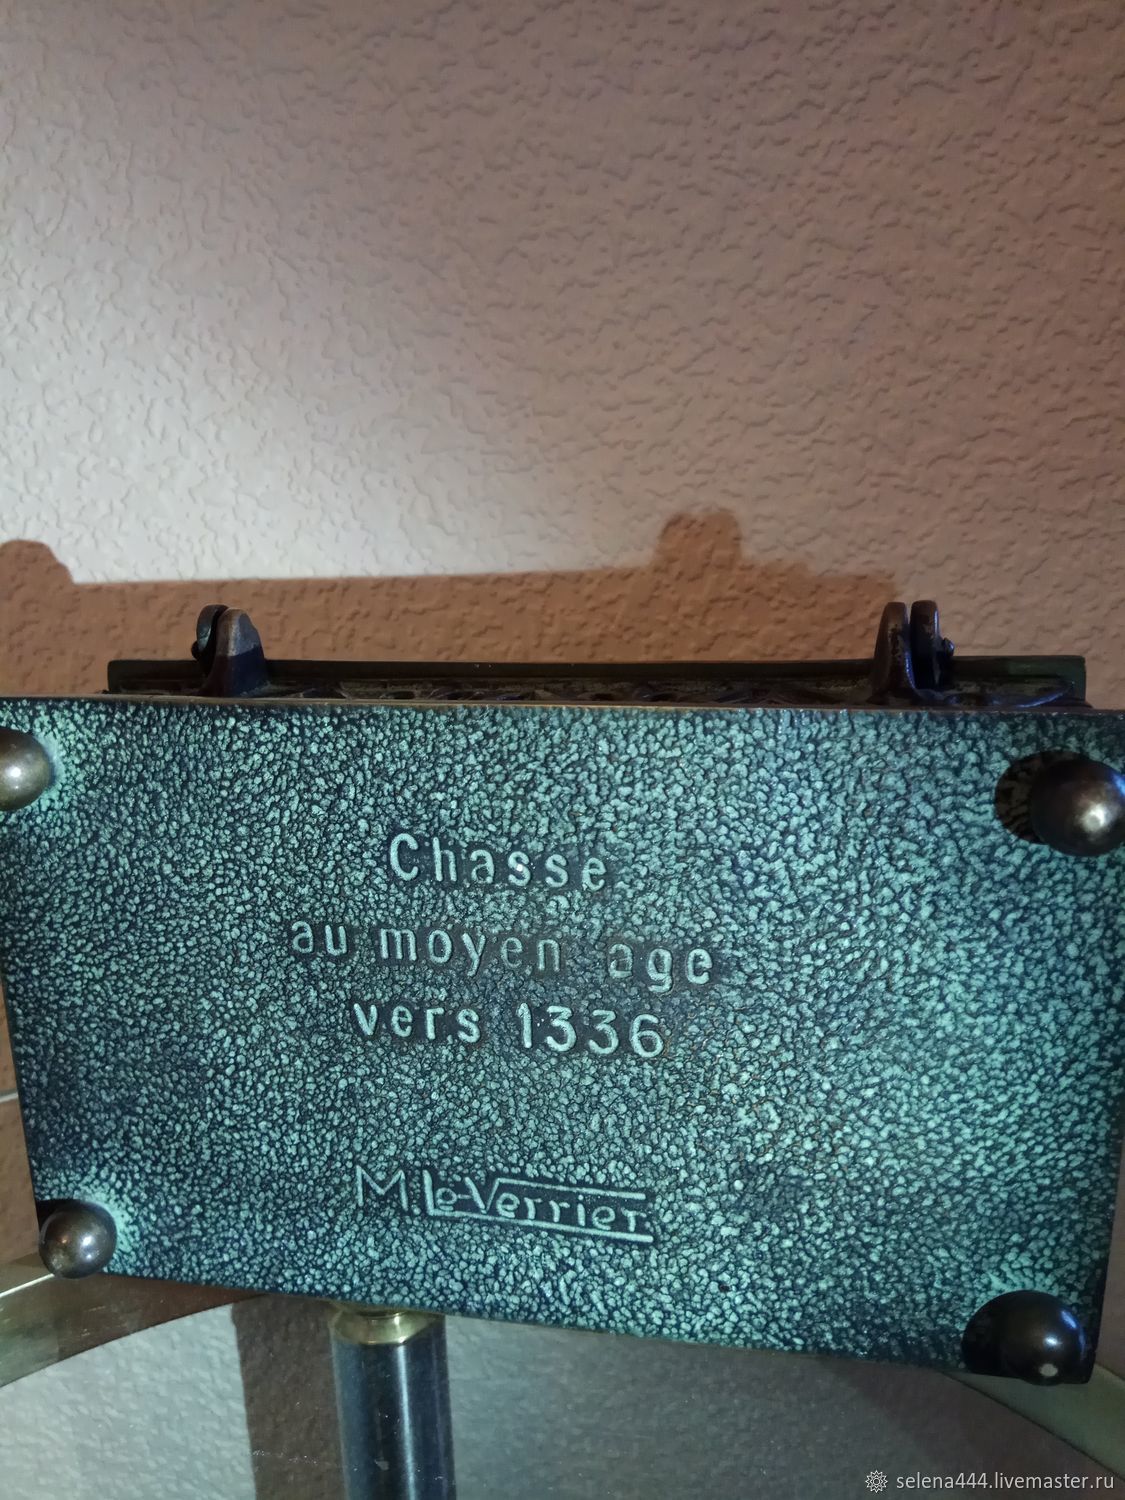 Chasse
au moyen age
vers 1336
M. Le Verrier
selena444.livemaster.ru